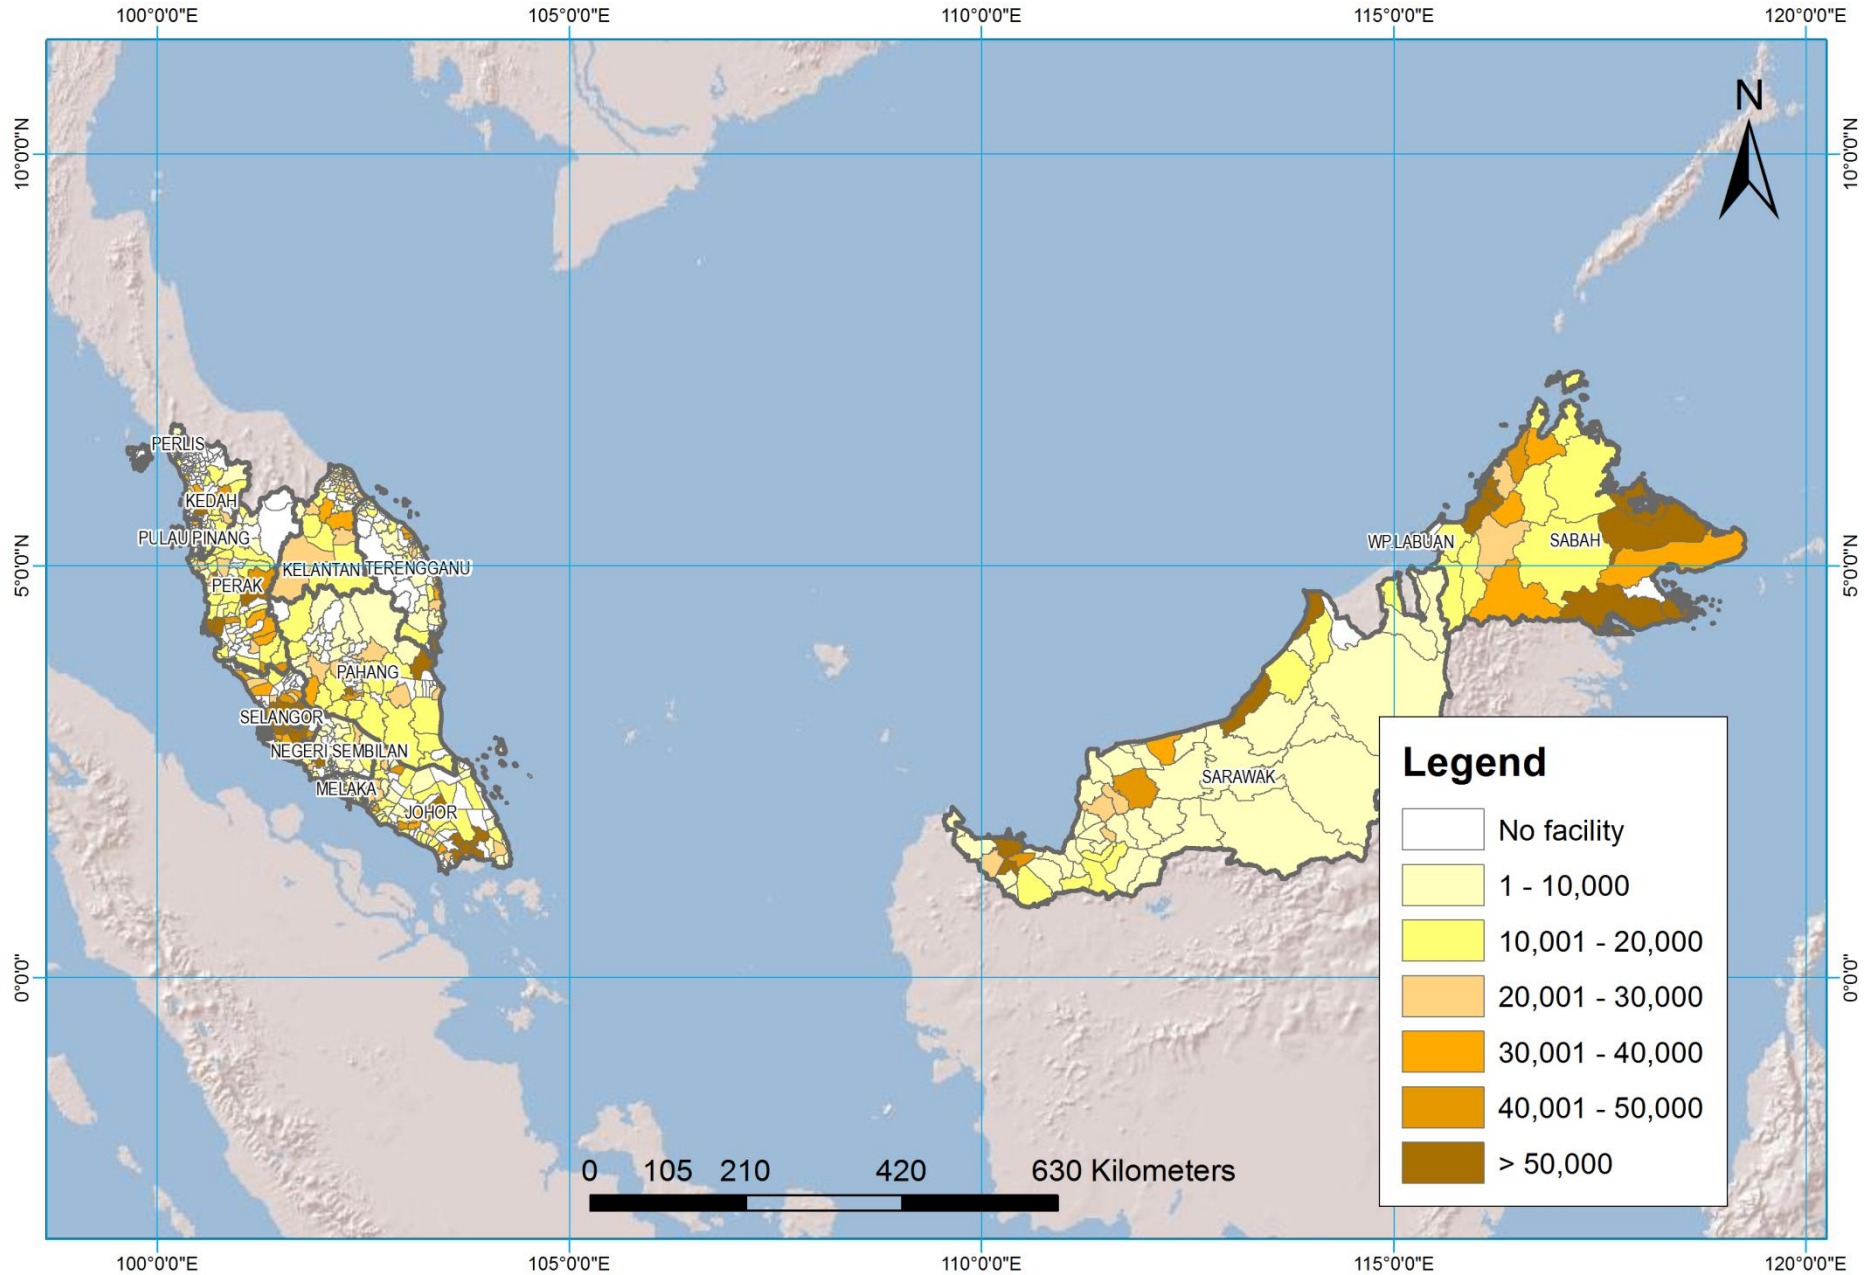 100°0'0"E
105°0'0"E
110°0'0"E
115°0'0"E
120°0'0"E
10°0'0"N
10°0'0"N
N
PERLIS
KEDAH
PULAU PINANG
PERAK
KELANTAN
TERENGGANU
PAHANG
SELANGOR
NEGERI SEMBILAN
MELAKA
JOHOR
WP.LABUAN
SABAH
SARAWAK
5°0'0"N
5°0'0"N
0°0'0"
0°0'0"
Legend
No facility
1 - 10,000
10,001 - 20,000
20,001 - 30,000
30,001 - 40,000
40,001 - 50,000
> 50,000
0 105 210 420 630 Kilometers
100°0'0"E
105°0'0"E
110°0'0"E
115°0'0"E
120°0'0"E